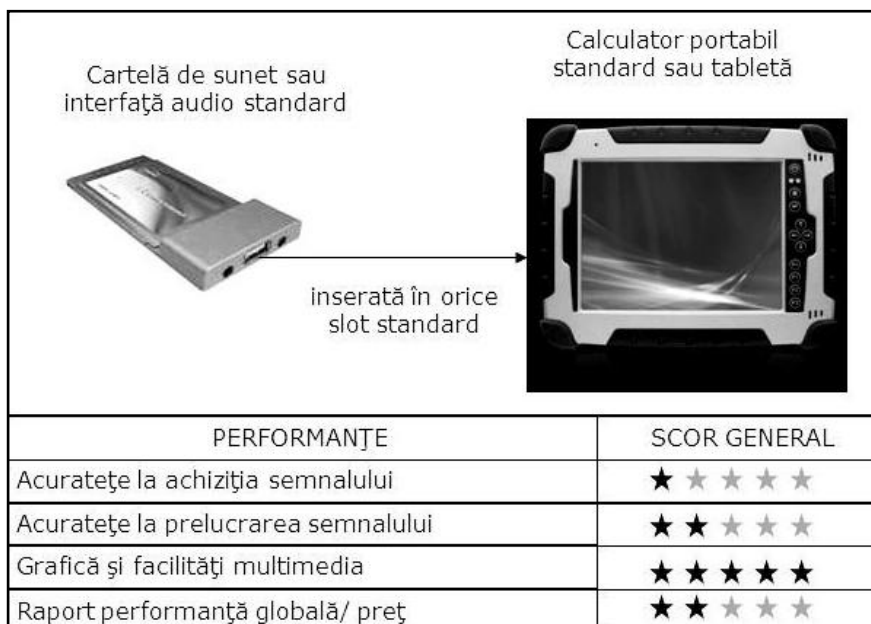 Cartelă de sunet sau
interfaţă audio standard
Calculator portabil
standard sau tabletă
inserată în orice
slot standard
PERFORMANŢE
SCOR GENERAL
Acurateţe la achiziţia semnalului
Acurateţe la prelucrarea semnalului
Grafică şi facilităţi multimedia
Raport performanţă globală/ preţ